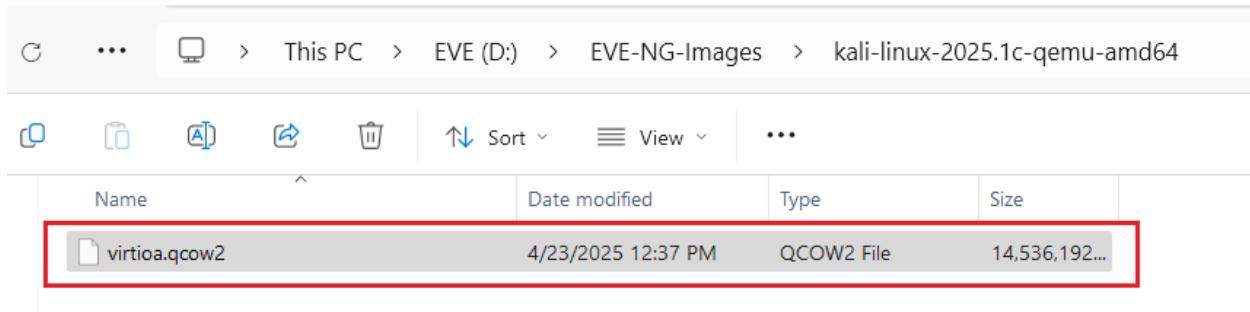 This PC > EVE (D:) > EVE-NG-Images > kali-linux-2025.1c-qemu-amd64
Sort View
Name Date modified Type Size
virtioa.qcow2 4/23/2025 12:37 PM QCOW2 File 14,536,192...